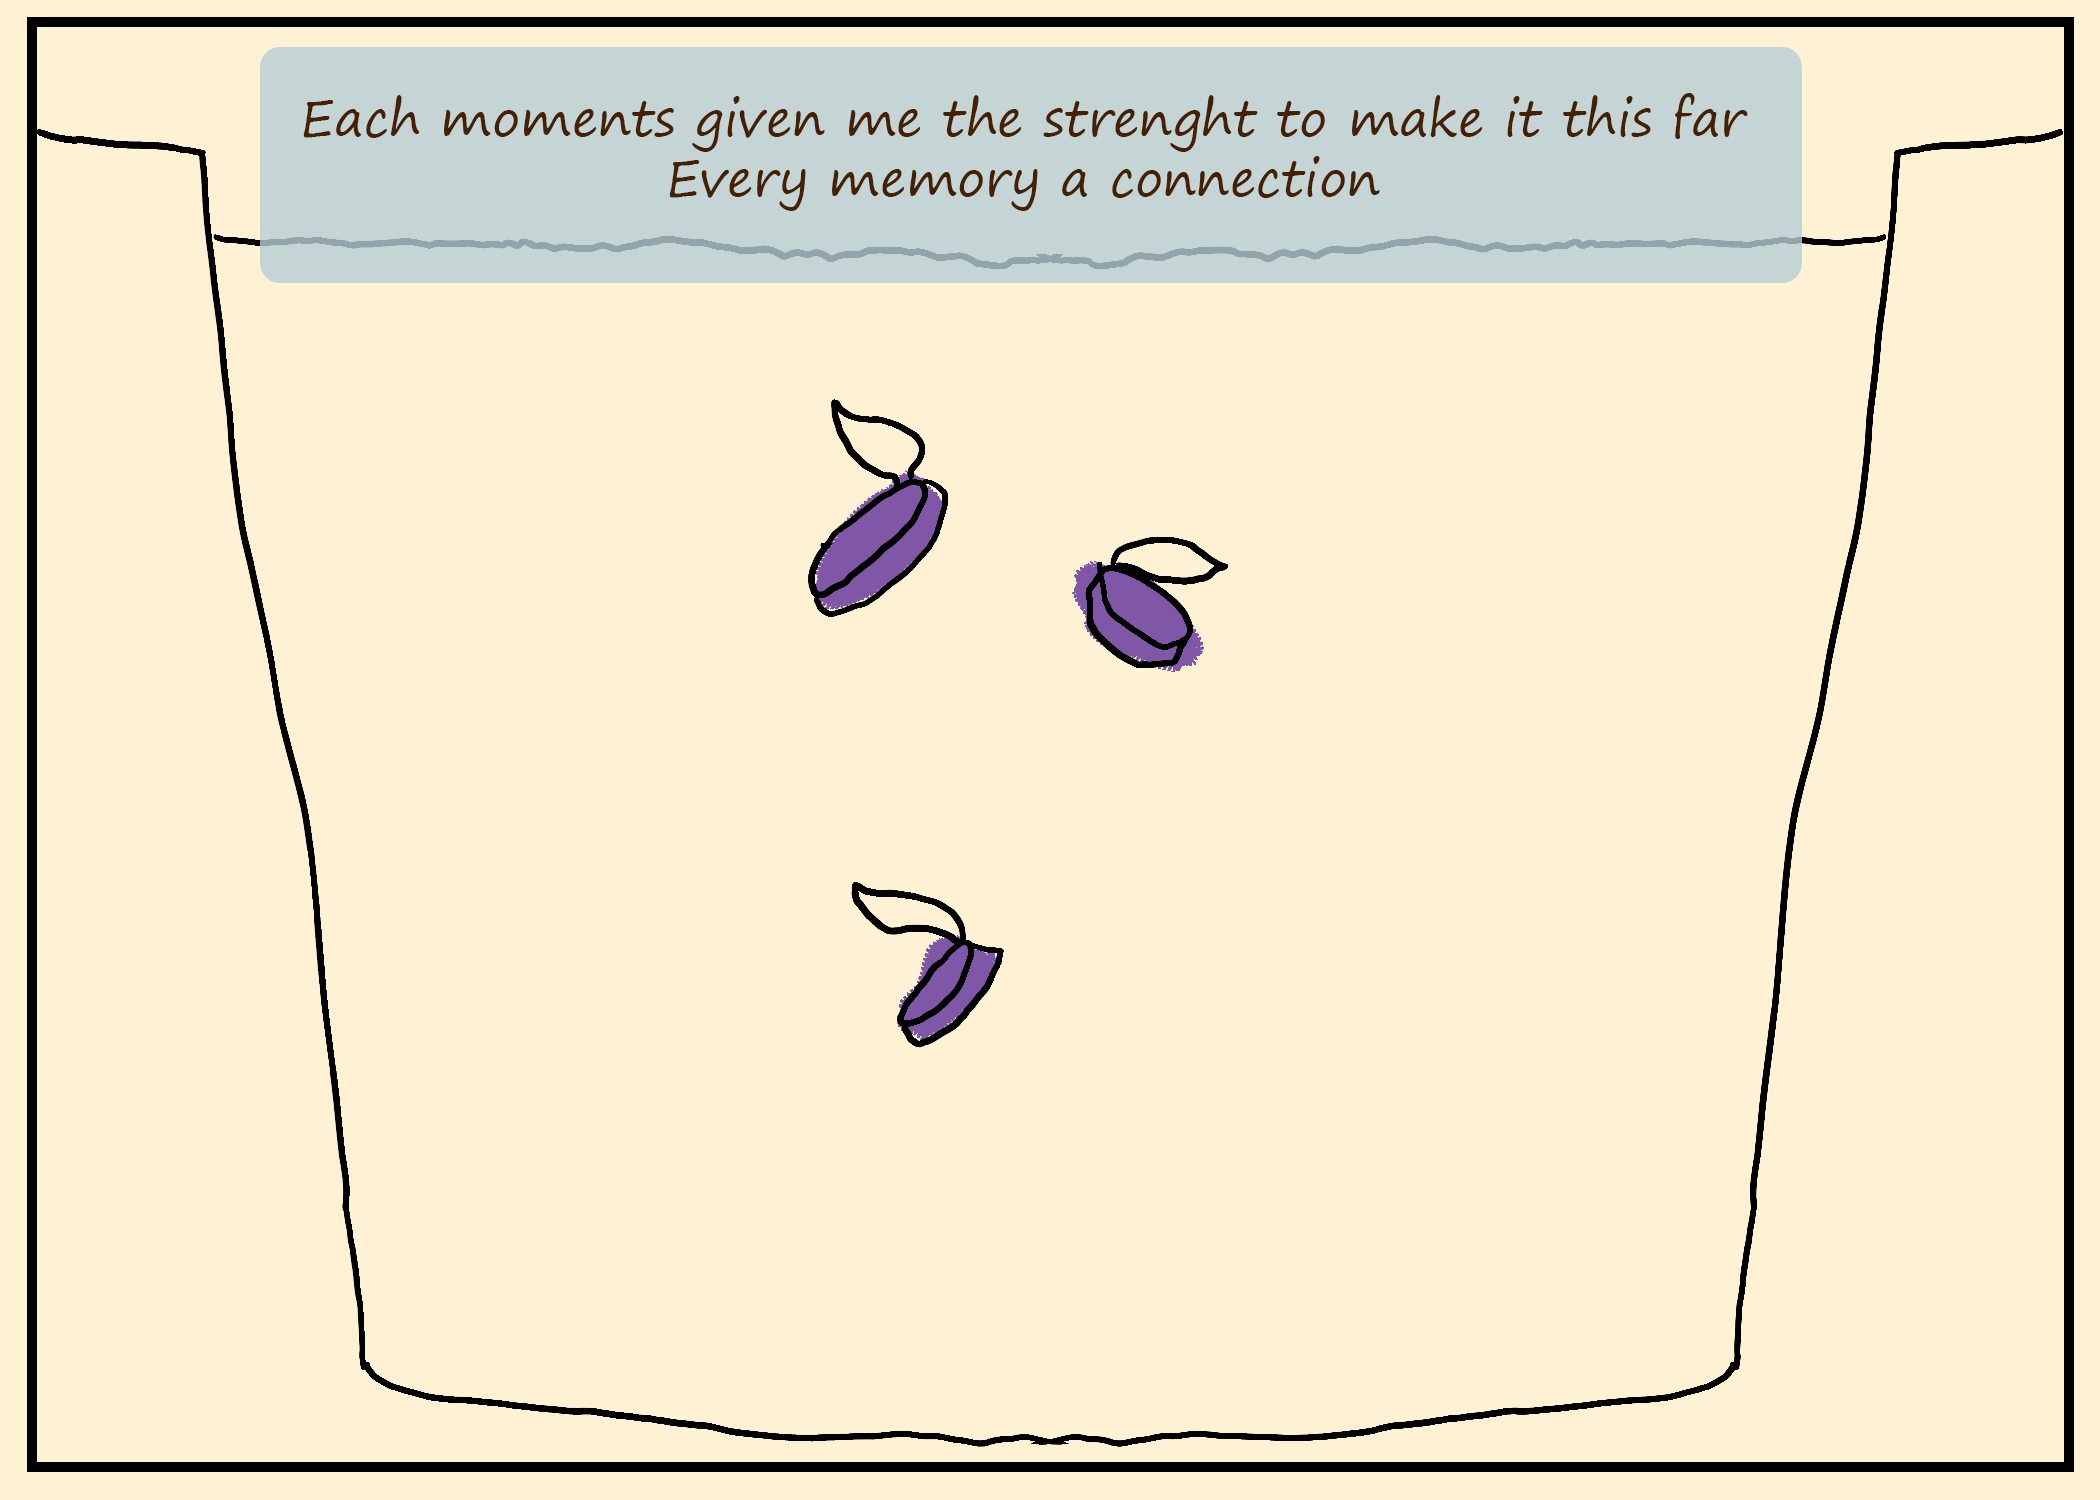 Each moments given me the strenght to make it this far
Every memory a connection